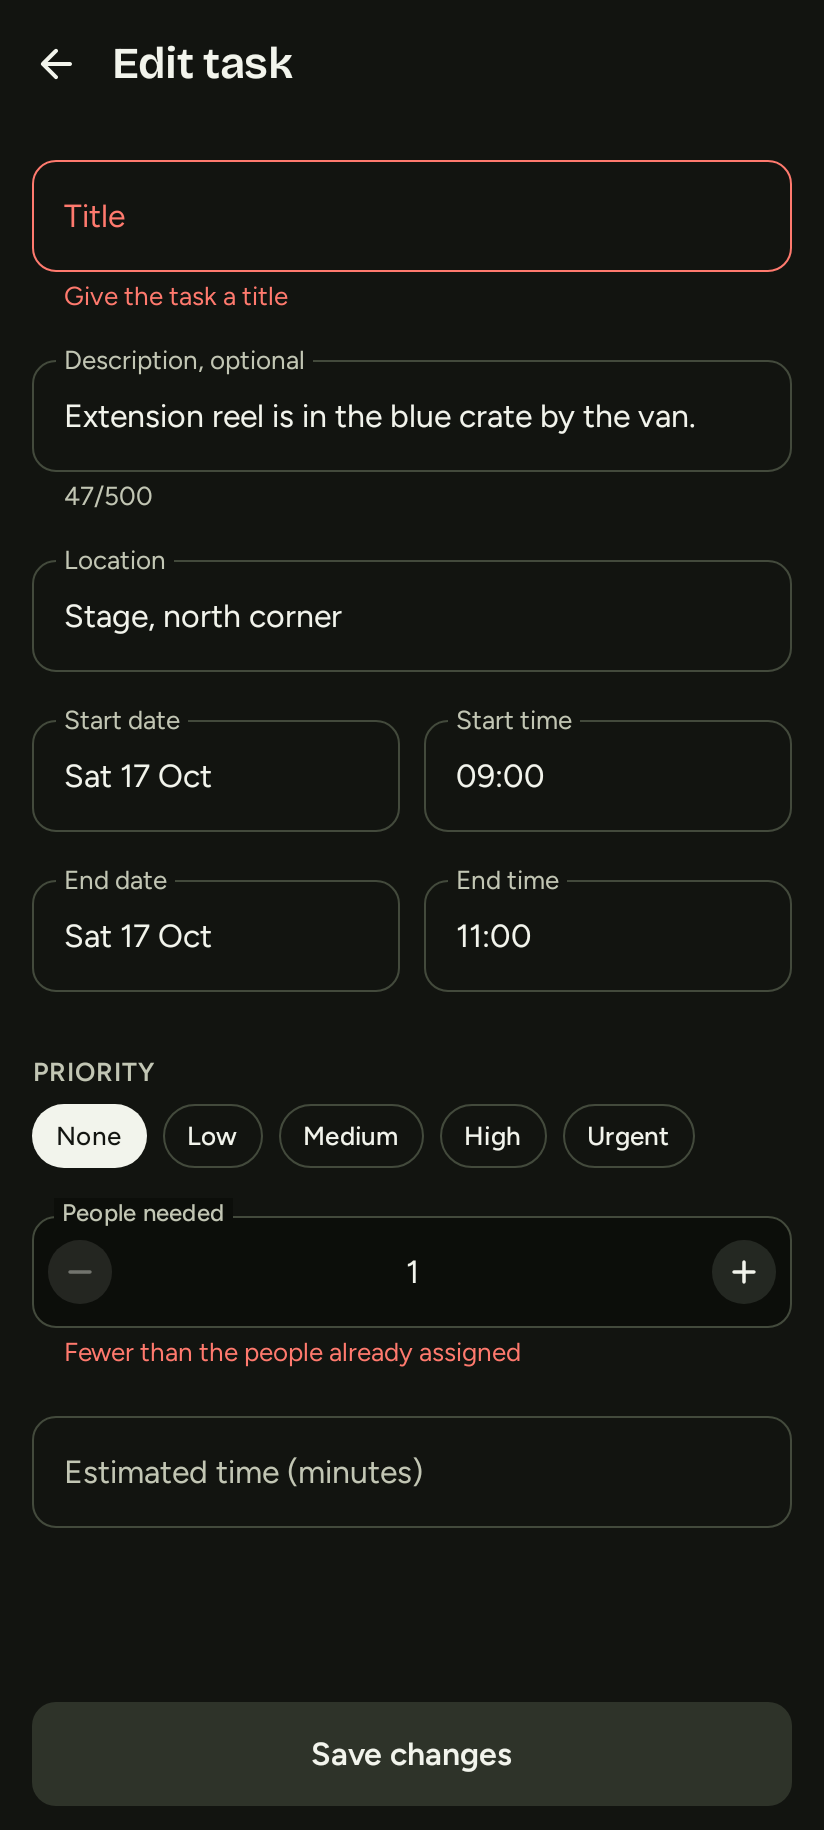 Edit task
Title
Give the task a title
Description, optional
Extension reel is in the blue crate by the van.
47/500
Location
Stage, north corner
Start date
Start time
Sat 17 Oct
09:00
End date
End time
Sat 17 Oct
11:00
PRIORITY
None
Low
Medium
High
Urgent
People needed
1
Fewer than the people already assigned
Estimated time (minutes)
Save changes